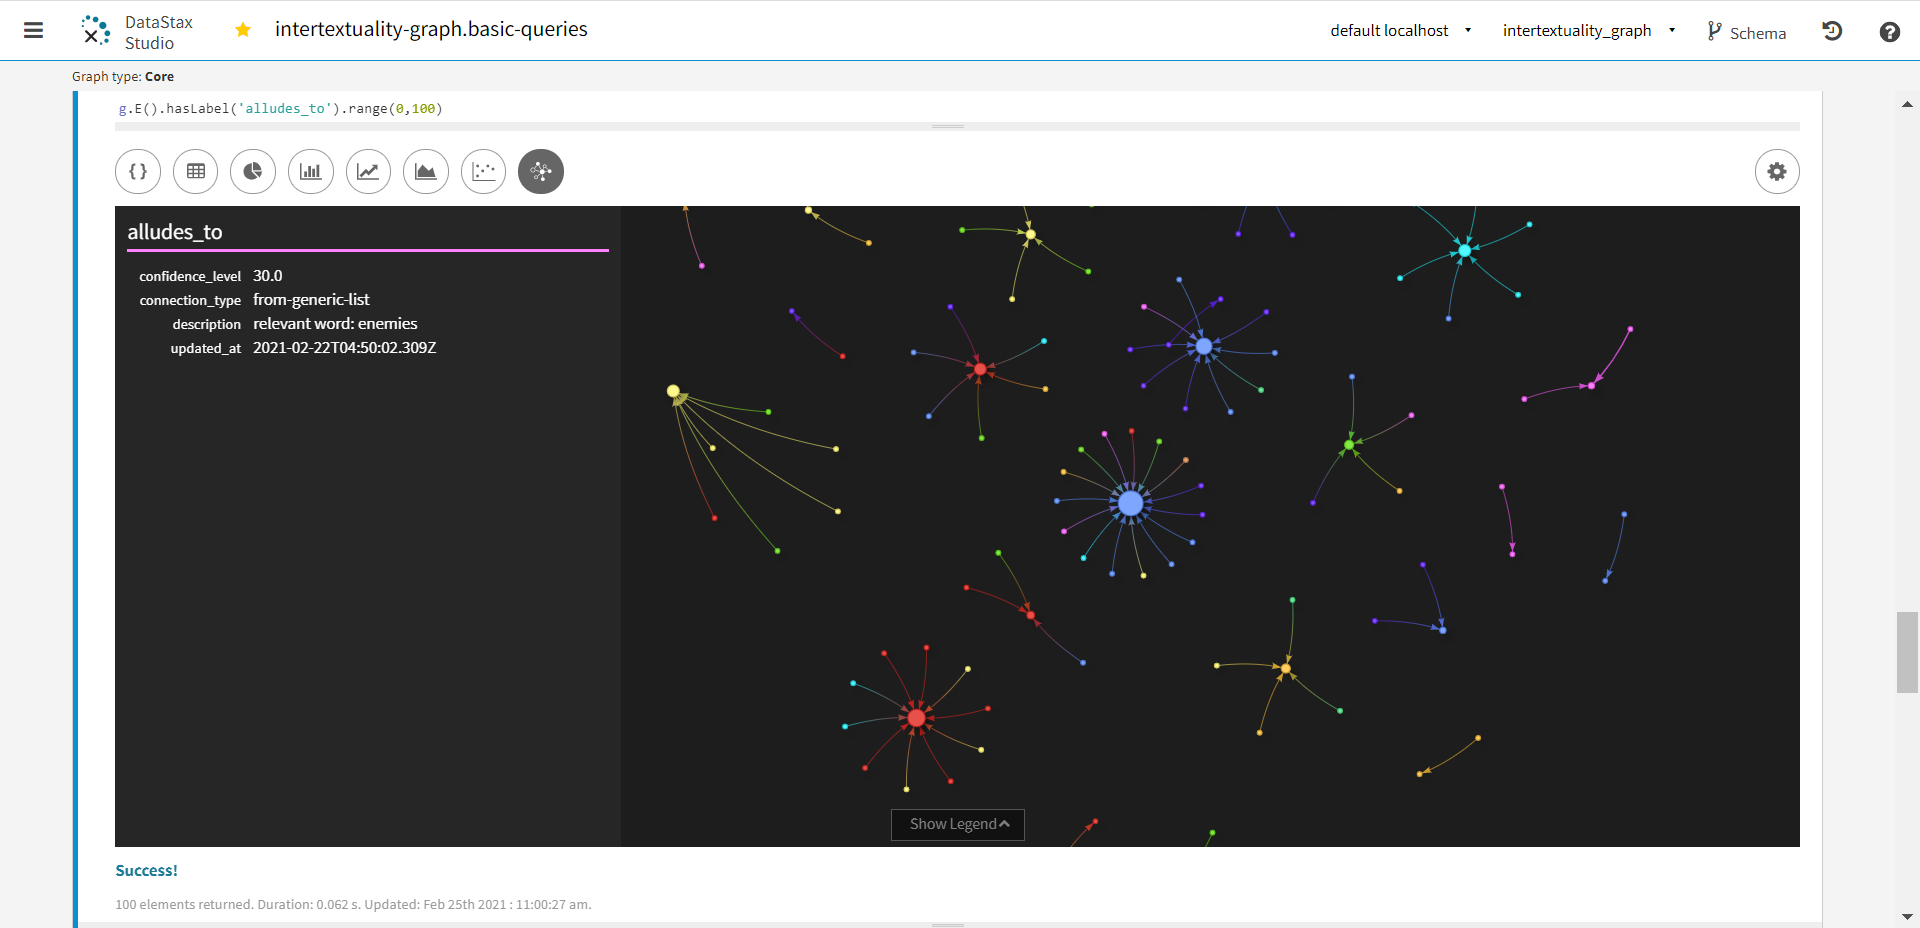 DataStax
Studio
intertextuality-graph.basic-queries
default localhost
intertextuality_graph
Schema
Graph type: Core
g.E().hasLabel('alludes_to').range(0,100)
alludes_to
confidence_level 30.0
connection_type from-generic-list
description relevant word: enemies
updated_at 2021-02-22T04:50:02.309Z
Show Legend
Success!
100 elements returned. Duration: 0.062 s. Updated: Feb 25th 2021 : 11:00:27 am.